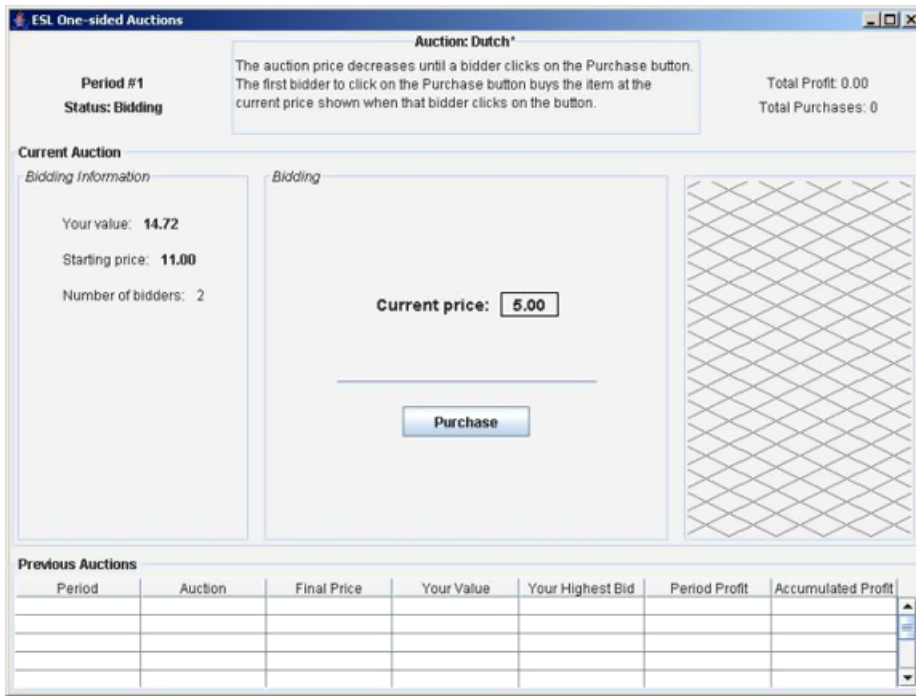 ESL One-sided Auctions
Auction: Dutch*
The auction price decreases until a bidder clicks on the Purchase button.
The first bidder to click on the Purchase button buys the item at the
current price shown when that bidder clicks on the button.
Period #1
Status: Bidding
Total Profit: 0.00
Total Purchases: 0
Current Auction
Bidding Information
Your value: 14.72
Starting price: 11.00
Number of bidders: 2
Bidding
Current price: 5.00
Purchase
Previous Auctions
Period Auction Final Price Your Value Your Highest Bid Period Profit Accumulated Profit